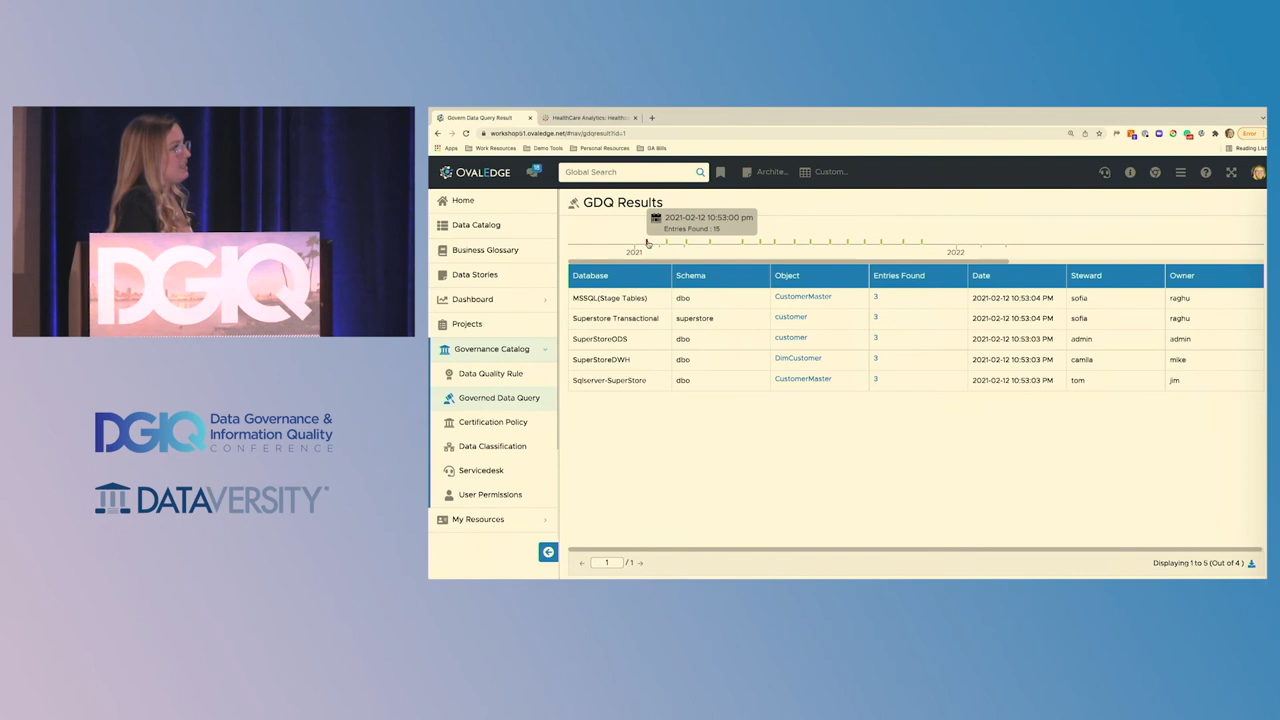 DGIQ
DGIQ Data Governance &
Information Quality
CONFERENCE
DATAVERSITY
Govern Data Query Result
HealthCare Analytics: Healthc
workshop51.ovaledge.net/#nav/gdqresult?id=1
Error
Apps Work Resources Demo Tools Personal Resources GA Bills Reading List
OVALEDGE Global Search Archite... Custom...
Home
Data Catalog
Business Glossary
Data Stories
Dashboard
Projects
Governance Catalog
Data Quality Rule
Governed Data Query
Certification Policy
Data Classification
Servicedesk
User Permissions
My Resources
GDQ Results
2021-02-12 10:53:00 pm
Entries Found : 15
2021 2022
Database Schema Object Entries Found Date Steward Owner
MSSQL(Stage Tables) dbo CustomerMaster 3 2021-02-12 10:53:04 PM sofia raghu
Superstore Transactional superstore customer 3 2021-02-12 10:53:04 PM sofia raghu
SuperStoreODS dbo customer 3 2021-02-12 10:53:03 PM admin admin
SuperStoreDWH dbo DimCustomer 3 2021-02-12 10:53:03 PM camila mike
Sqlserver-SuperStore dbo CustomerMaster 3 2021-02-12 10:53:03 PM tom jim
1 / 1
Displaying 1 to 5 (Out of 4 )